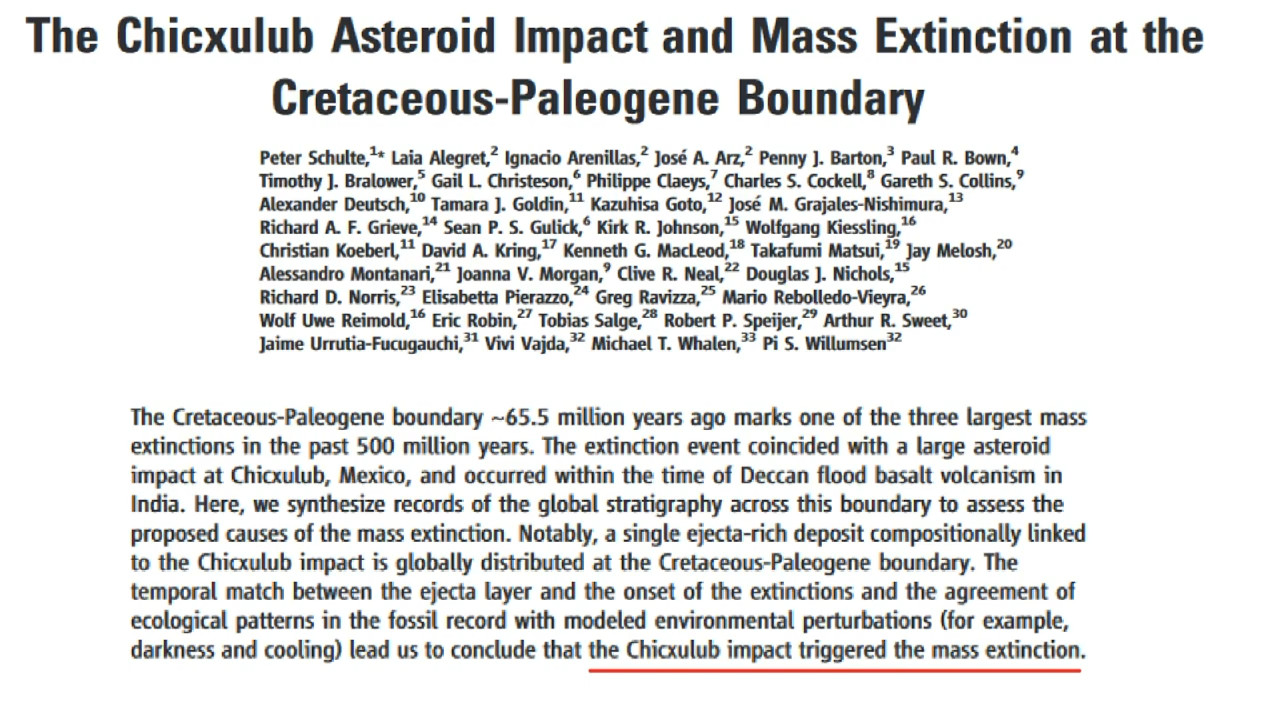 The Chicxulub Asteroid Impact and Mass Extinction at the
Cretaceous-Paleogene Boundary
Peter Schulte,1* Laia Alegret,2 Ignacio Arenillas,2 José A. Arz,2 Penny J. Barton,3 Paul R. Bown,4
Timothy J. Bralower,5 Gail L. Christeson,6 Philippe Claeys,7 Charles S. Cockell,8 Gareth S. Collins,9
Alexander Deutsch,10 Tamara J. Goldin,11 Kazuhisa Goto,12 José M. Grajales-Nishimura,13
Richard A. F. Grieve,14 Sean P. S. Gulick,6 Kirk R. Johnson,15 Wolfgang Kiessling,16
Christian Koeberl,11 David A. Kring,17 Kenneth G. MacLeod,18 Takafumi Matsui,19 Jay Melosh,20
Alessandro Montanari,21 Joanna V. Morgan,9 Clive R. Neal,22 Douglas J. Nichols,15
Richard D. Norris,23 Elisabetta Pierazzo,24 Greg Ravizza,25 Mario Rebolledo-Vieyra,26
Wolf Uwe Reimold,16 Eric Robin,27 Tobias Salge,28 Robert P. Speijer,29 Arthur R. Sweet,30
Jaime Urrutia-Fucugauchi,31 Vivi Vajda,32 Michael T. Whalen,33 Pi S. Willumsen32
The Cretaceous-Paleogene boundary ~65.5 million years ago marks one of the three largest mass
extinctions in the past 500 million years. The extinction event coincided with a large asteroid
impact at Chicxulub, Mexico, and occurred within the time of Deccan flood basalt volcanism in
India. Here, we synthesize records of the global stratigraphy across this boundary to assess the
proposed causes of the mass extinction. Notably, a single ejecta-rich deposit compositionally linked
to the Chicxulub impact is globally distributed at the Cretaceous-Paleogene boundary. The
temporal match between the ejecta layer and the onset of the extinctions and the agreement of
ecological patterns in the fossil record with modeled environmental perturbations (for example,
darkness and cooling) lead us to conclude that the Chicxulub impact triggered the mass extinction.